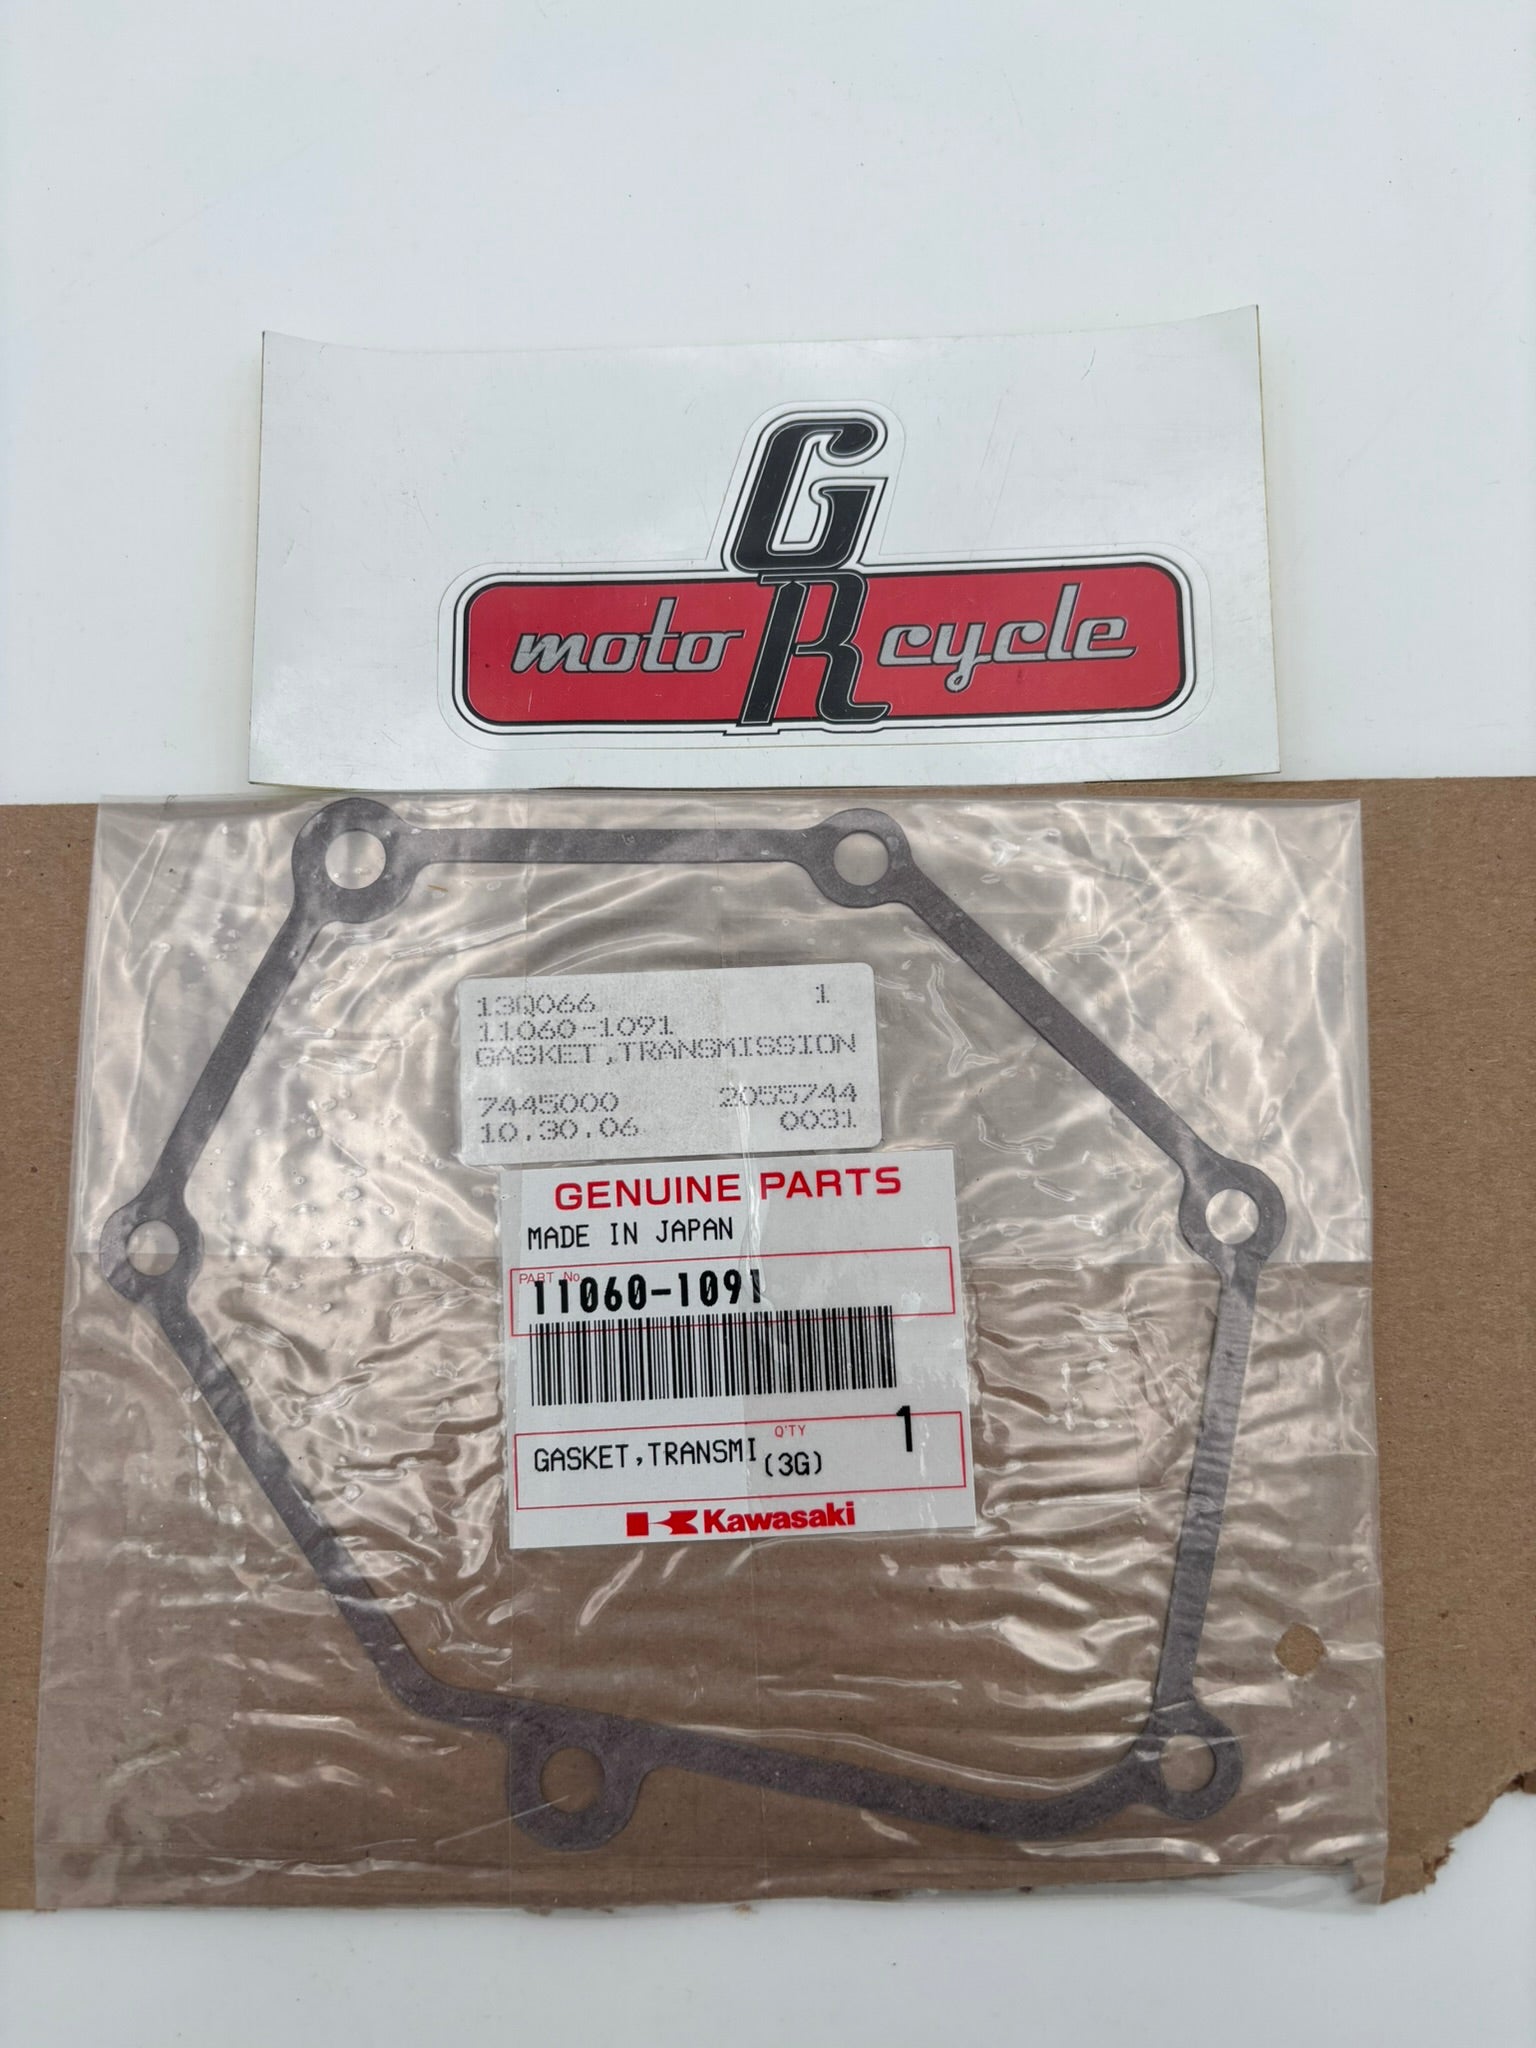 GR
moto cycle
13Q066 1
11060-1091
GASKET,TRANSMISSION
7445000 2055744
10.30.06 0031
GENUINE PARTS
MADE IN JAPAN
PART No.
11060-1091
Q'TY 1
GASKET,TRANSMI (3G)
Kawasaki